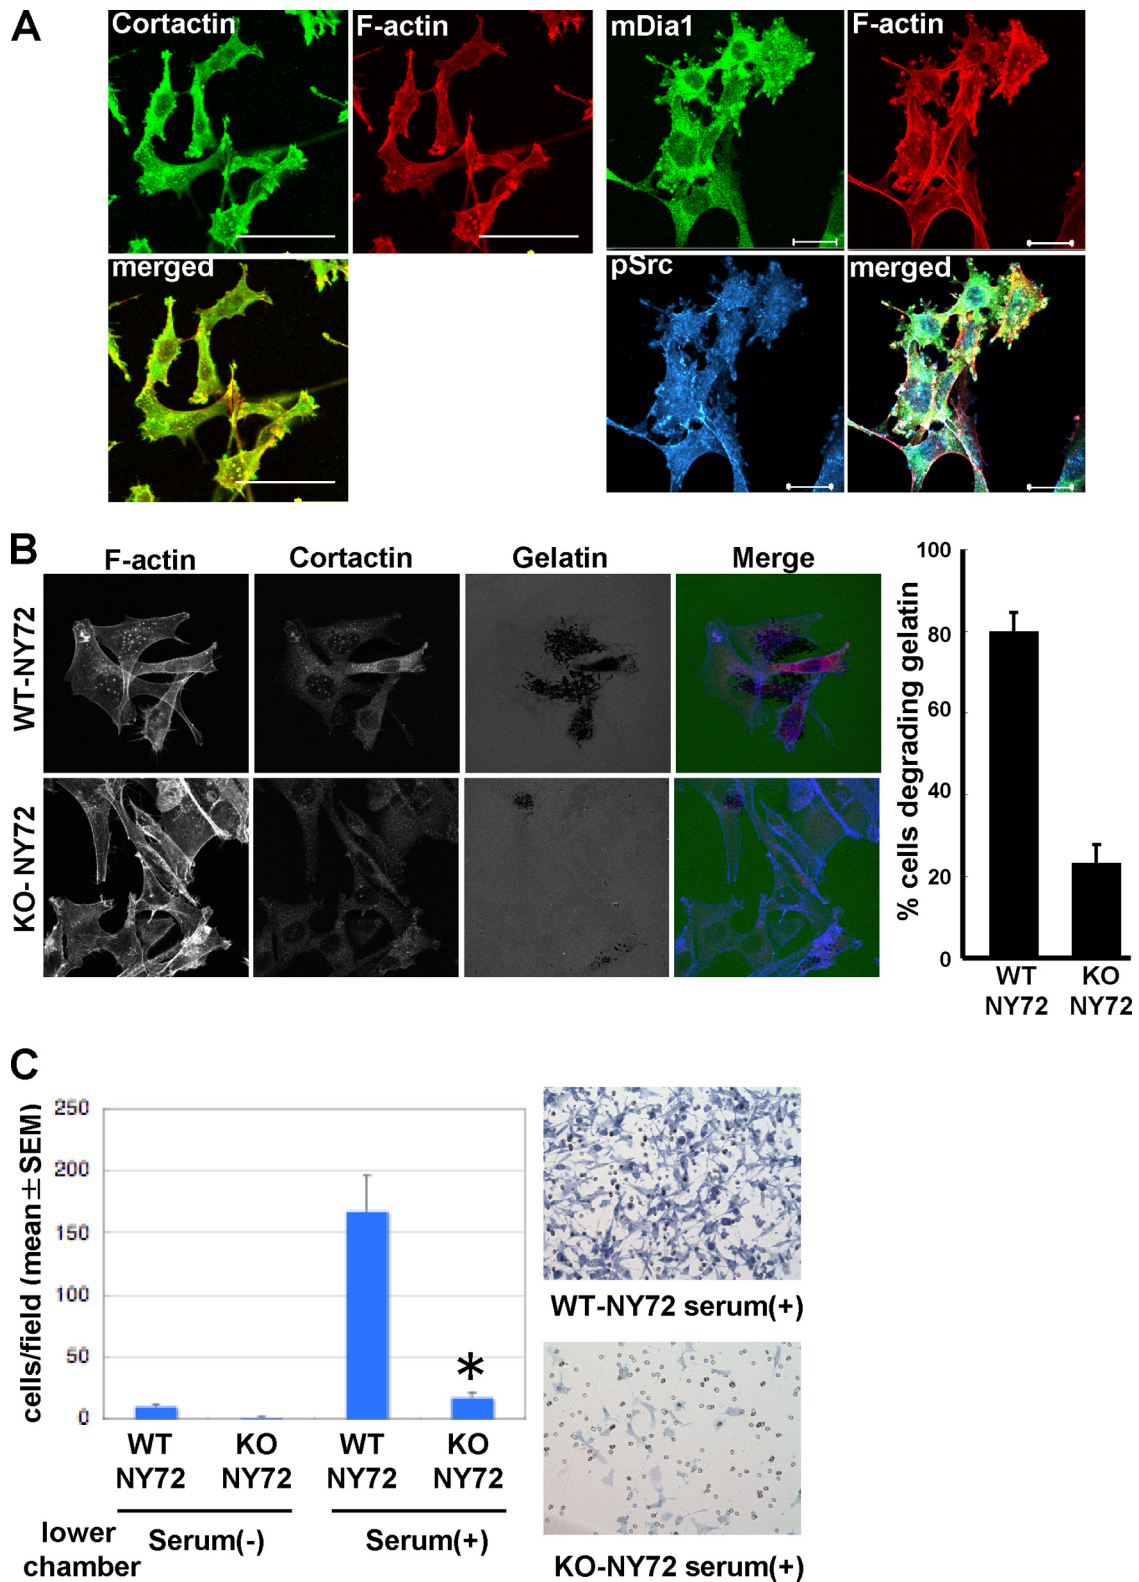 A
Cortactin
F-actin
mDia1
F-actin
merged
pSrc
merged
B
F-actin
Cortactin
Gelatin
Merge
WT-NY72
KO-NY72
% cells degrading gelatin
100
80
60
40
20
0
WT
NY72
KO
NY72
C
cells/field (mean±SEM)
250
200
150
100
50
0
*
WT
NY72
KO
NY72
WT
NY72
KO
NY72
lower
chamber
Serum(-)
Serum(+)
WT-NY72 serum(+)
KO-NY72 serum(+)